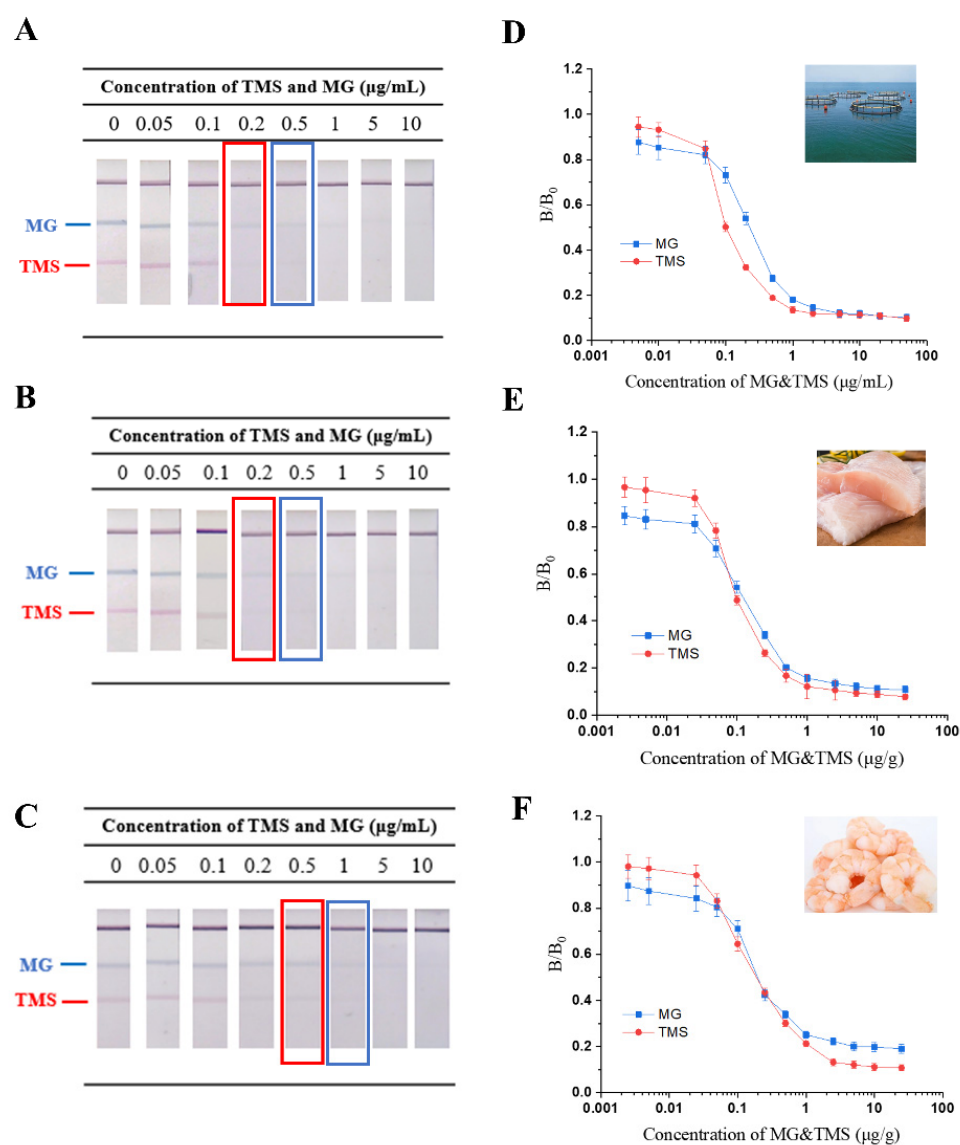 A
Concentration of TMS and MG (μg/mL)
0 0.05 0.1 0.2 0.5 1 5 10
MG
TMS
B
Concentration of TMS and MG (μg/mL)
0 0.05 0.1 0.2 0.5 1 5 10
MG
TMS
C
Concentration of TMS and MG (μg/mL)
0 0.05 0.1 0.2 0.5 1 5 10
MG
TMS
D
1.2
1.0
0.8
0.6
0.4
0.2
0.0
B/B0
MG
TMS
0.001 0.01 0.1 1 10 100
Concentration of MG&TMS (μg/mL)
E
1.2
1.0
0.8
0.6
0.4
0.2
0.0
B/B0
MG
TMS
0.001 0.01 0.1 1 10 100
Concentration of MG&TMS (μg/g)
F
1.2
1.0
0.8
0.6
0.4
0.2
0.0
B/B0
MG
TMS
0.001 0.01 0.1 1 10 100
Concentration of MG&TMS (μg/g)